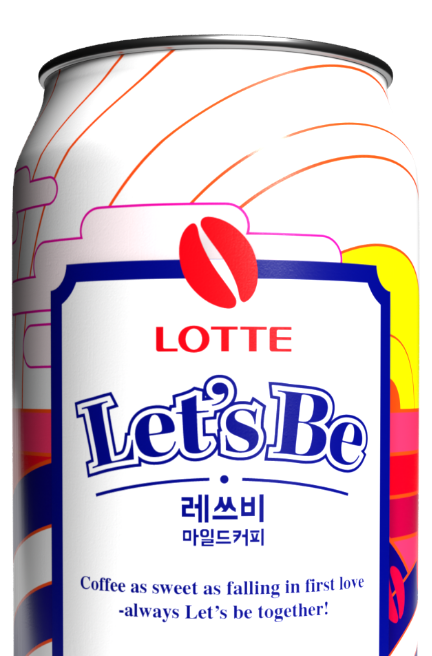 LOTTE
Let's Be
레쓰비
마일드커피
Coffee as sweet as falling in first love
-always Let's be together!